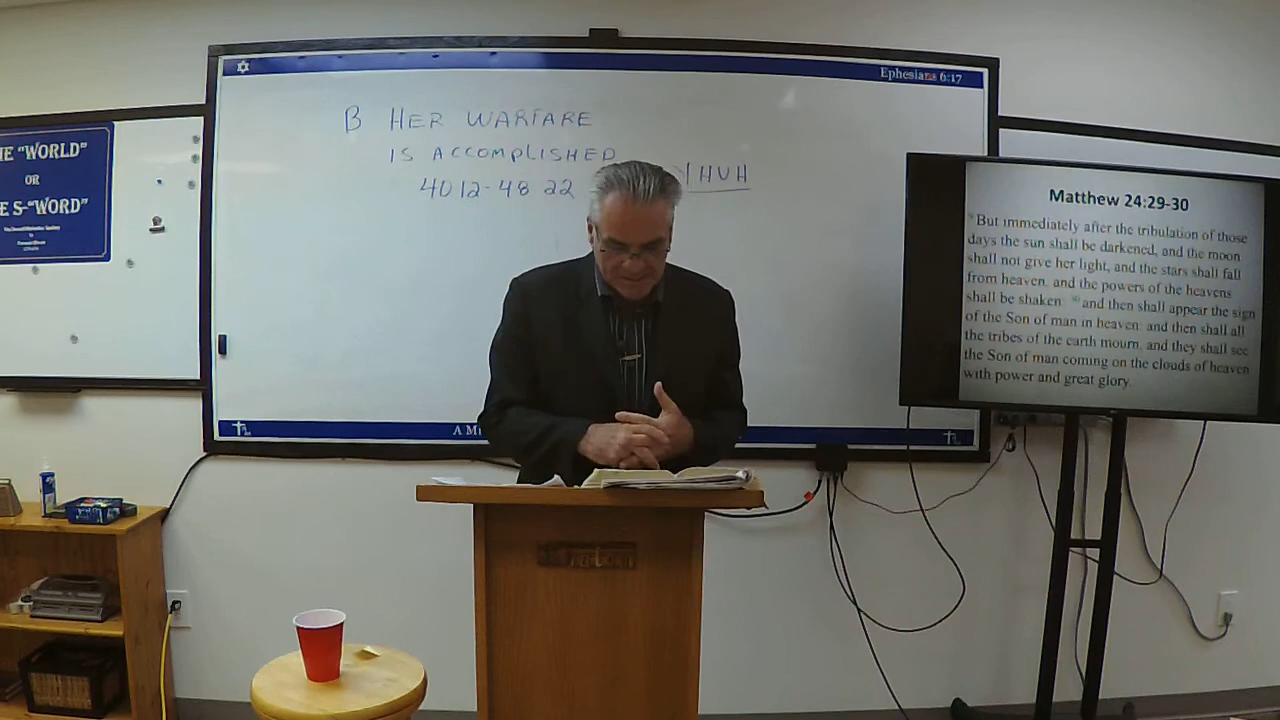 HE "WORLD"
OR
E S-"WORD"
Ephesians 6:17
B HER WARFARE
IS ACCOMPLISHED
40 12-48 22
YHUH
A M
Matthew 24:29-30
29 But immediately after the tribulation of those
days the sun shall be darkened, and the moon
shall not give her light, and the stars shall fall
from heaven, and the powers of the heavens
shall be shaken: 30 and then shall appear the sign
of the Son of man in heaven: and then shall all
the tribes of the earth mourn, and they shall see
the Son of man coming on the clouds of heaven
with power and great glory.